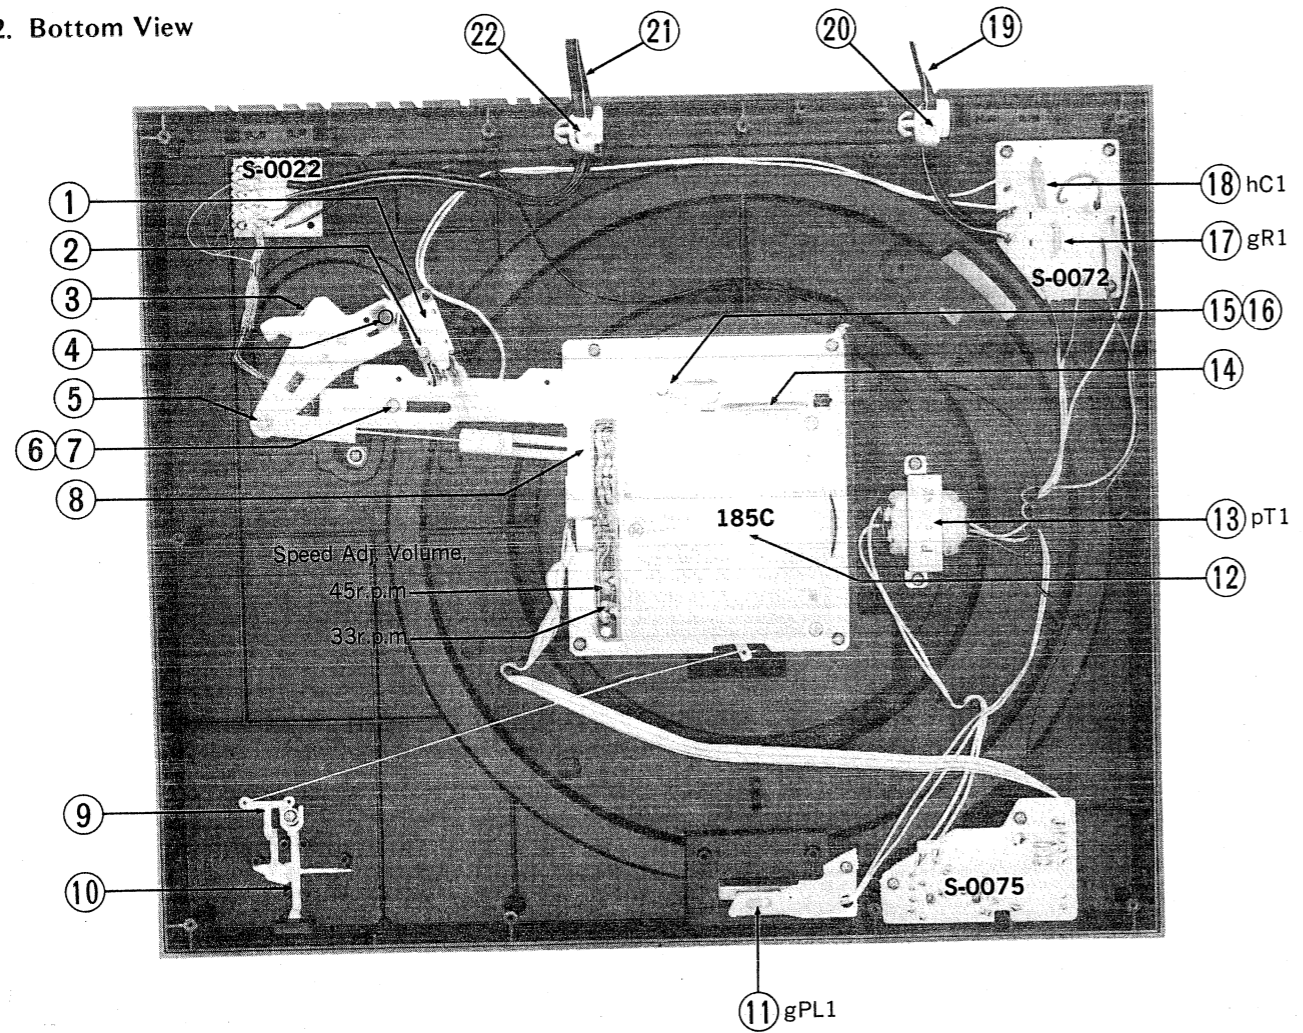 2. Bottom View
22
21
20
19
S-0022
1
18 hC1
2
17 gR1
S-0072
3
15 16
4
14
5
6 7
8
185C
13 pT1
Speed Adj. Volume,
12
45r.p.m
33r.p.m
9
10
S-0075
11 gPL1